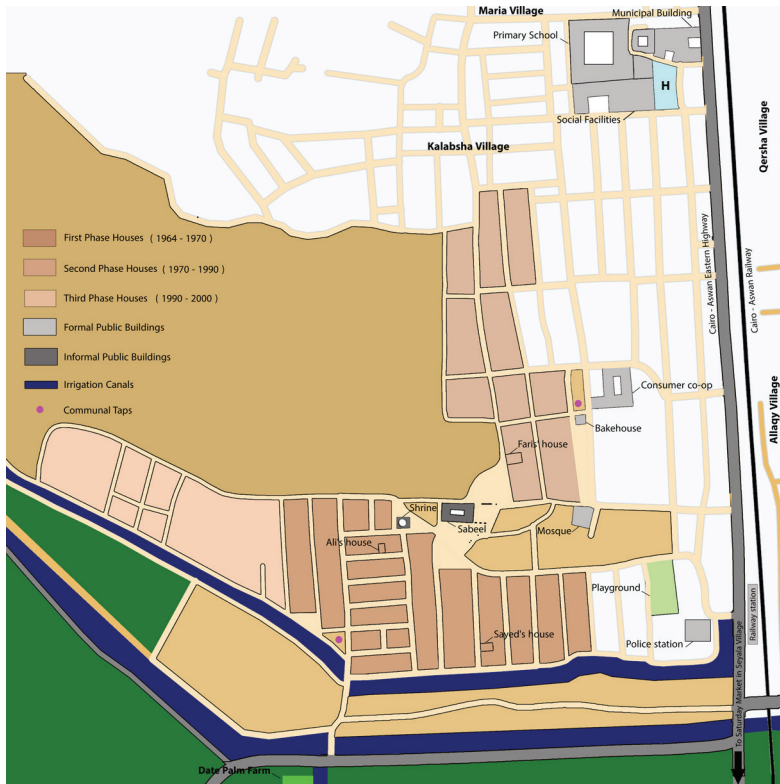 Maria Village
Municipal Building
Primary School
H
Social Facilities
Kalabsha Village
Qersha Village
First Phase Houses ( 1964 - 1970 )
Second Phase Houses ( 1970 - 1990 )
Third Phase Houses ( 1990 - 2000 )
Formal Public Buildings
Informal Public Buildings
Irrigation Canals
Communal Taps
Cairo - Aswan Eastern Highway
Cairo - Aswan Railway
Consumer co-op
Bakehouse
Allaqy Village
Faris' house
Shrine
Sabeel
Mosque
Ali's house
Playground
Sayed's house
Police station
Railway station
To Saturday Market in Seyala Village
Date Palm Farm